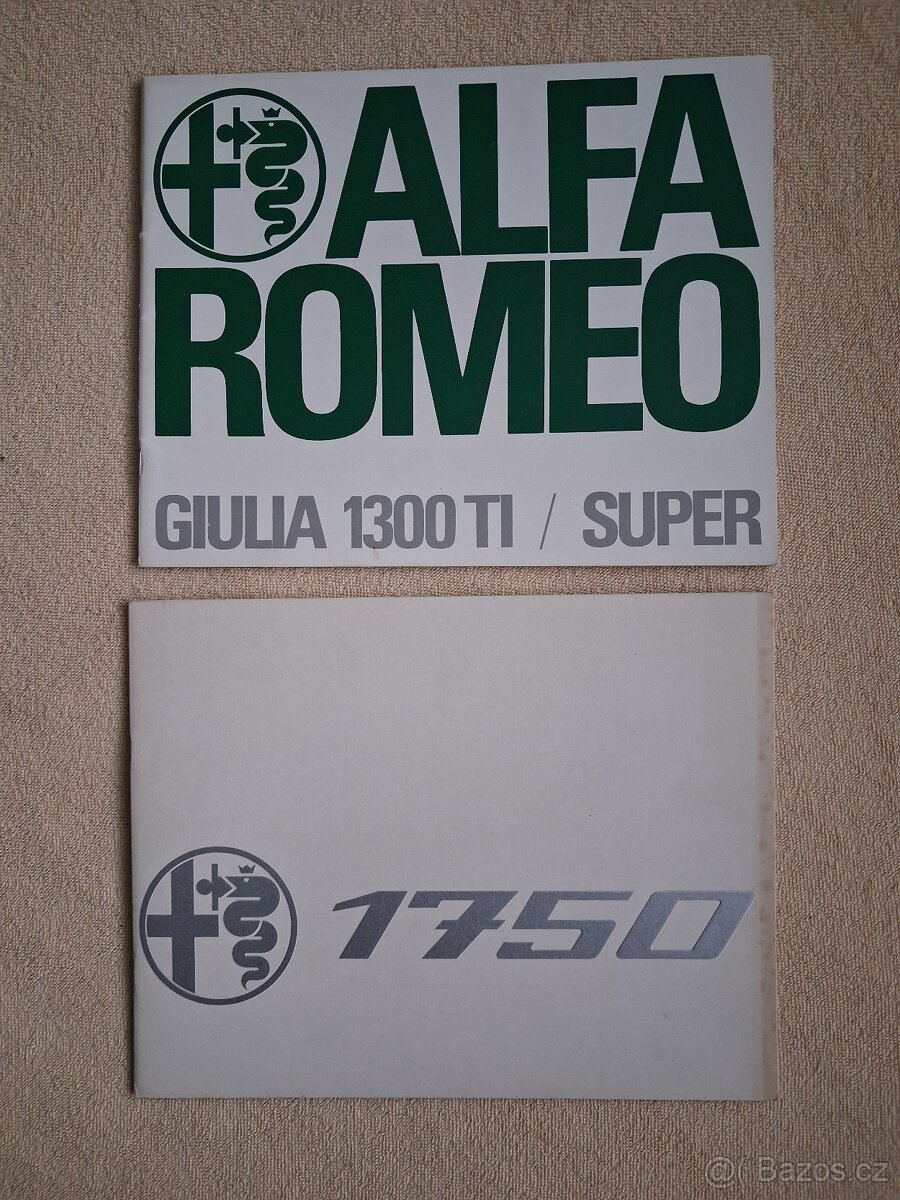 ALFA
ROMEO
GIULIA 1300 TI / SUPER
1750
@ Bazos.cz